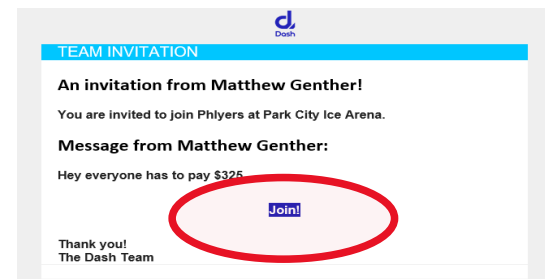 d
Dash
TEAM INVITATION
An invitation from Matthew Genther!
You are invited to join Phlyers at Park City Ice Arena.
Message from Matthew Genther:
Hey everyone has to pay $325
Join!
Thank you!
The Dash Team